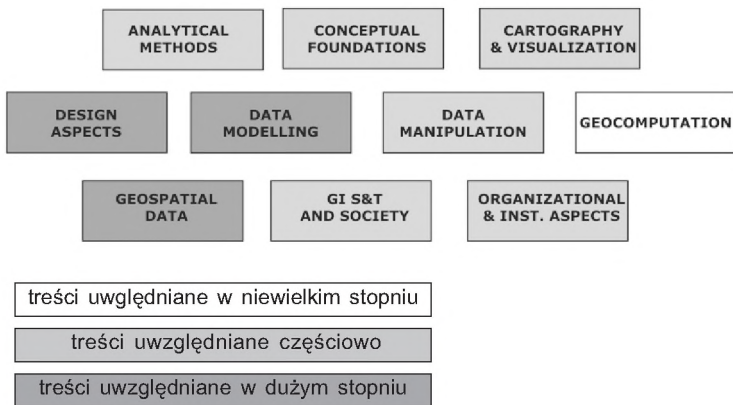 ANALYTICAL
METHODS
CONCEPTUAL
FOUNDATIONS
CARTOGRAPHY
& VISUALIZATION
DESIGN
ASPECTS
DATA
MODELLING
DATA
MANIPULATION
GEOCOMPUTATION
GEOSPATIAL
DATA
GI S&T
AND SOCIETY
ORGANIZATIONAL
& INST. ASPECTS
treści uwględniane w niewielkim stopniu
treści uwzględniane częściowo
treści uwzględniane w dużym stopniu